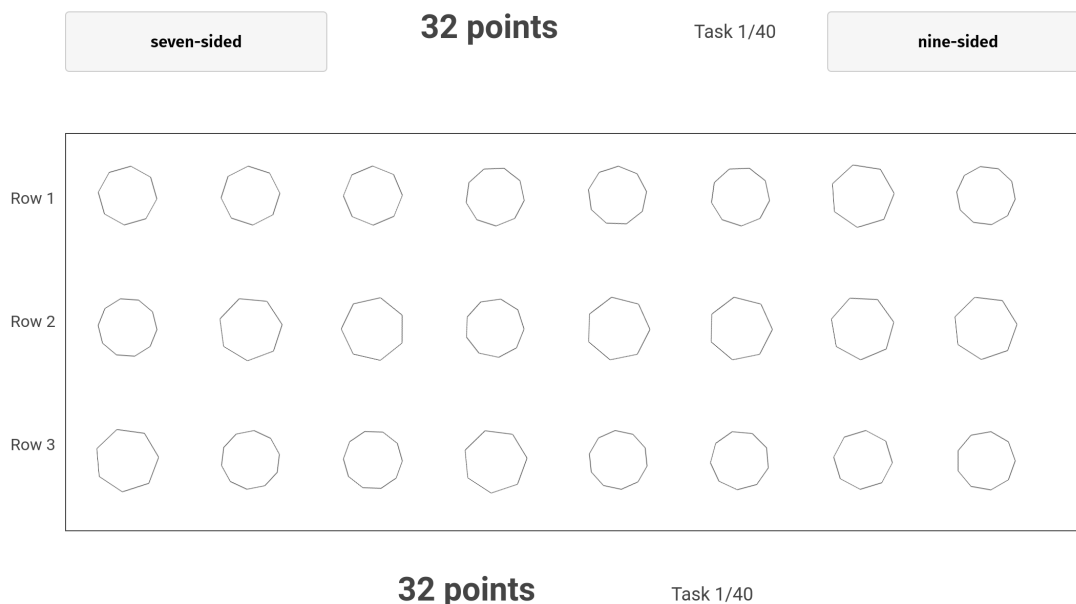 seven-sided
32 points
Task 1/40
nine-sided
Row 1
Row 2
Row 3
32 points
Task 1/40